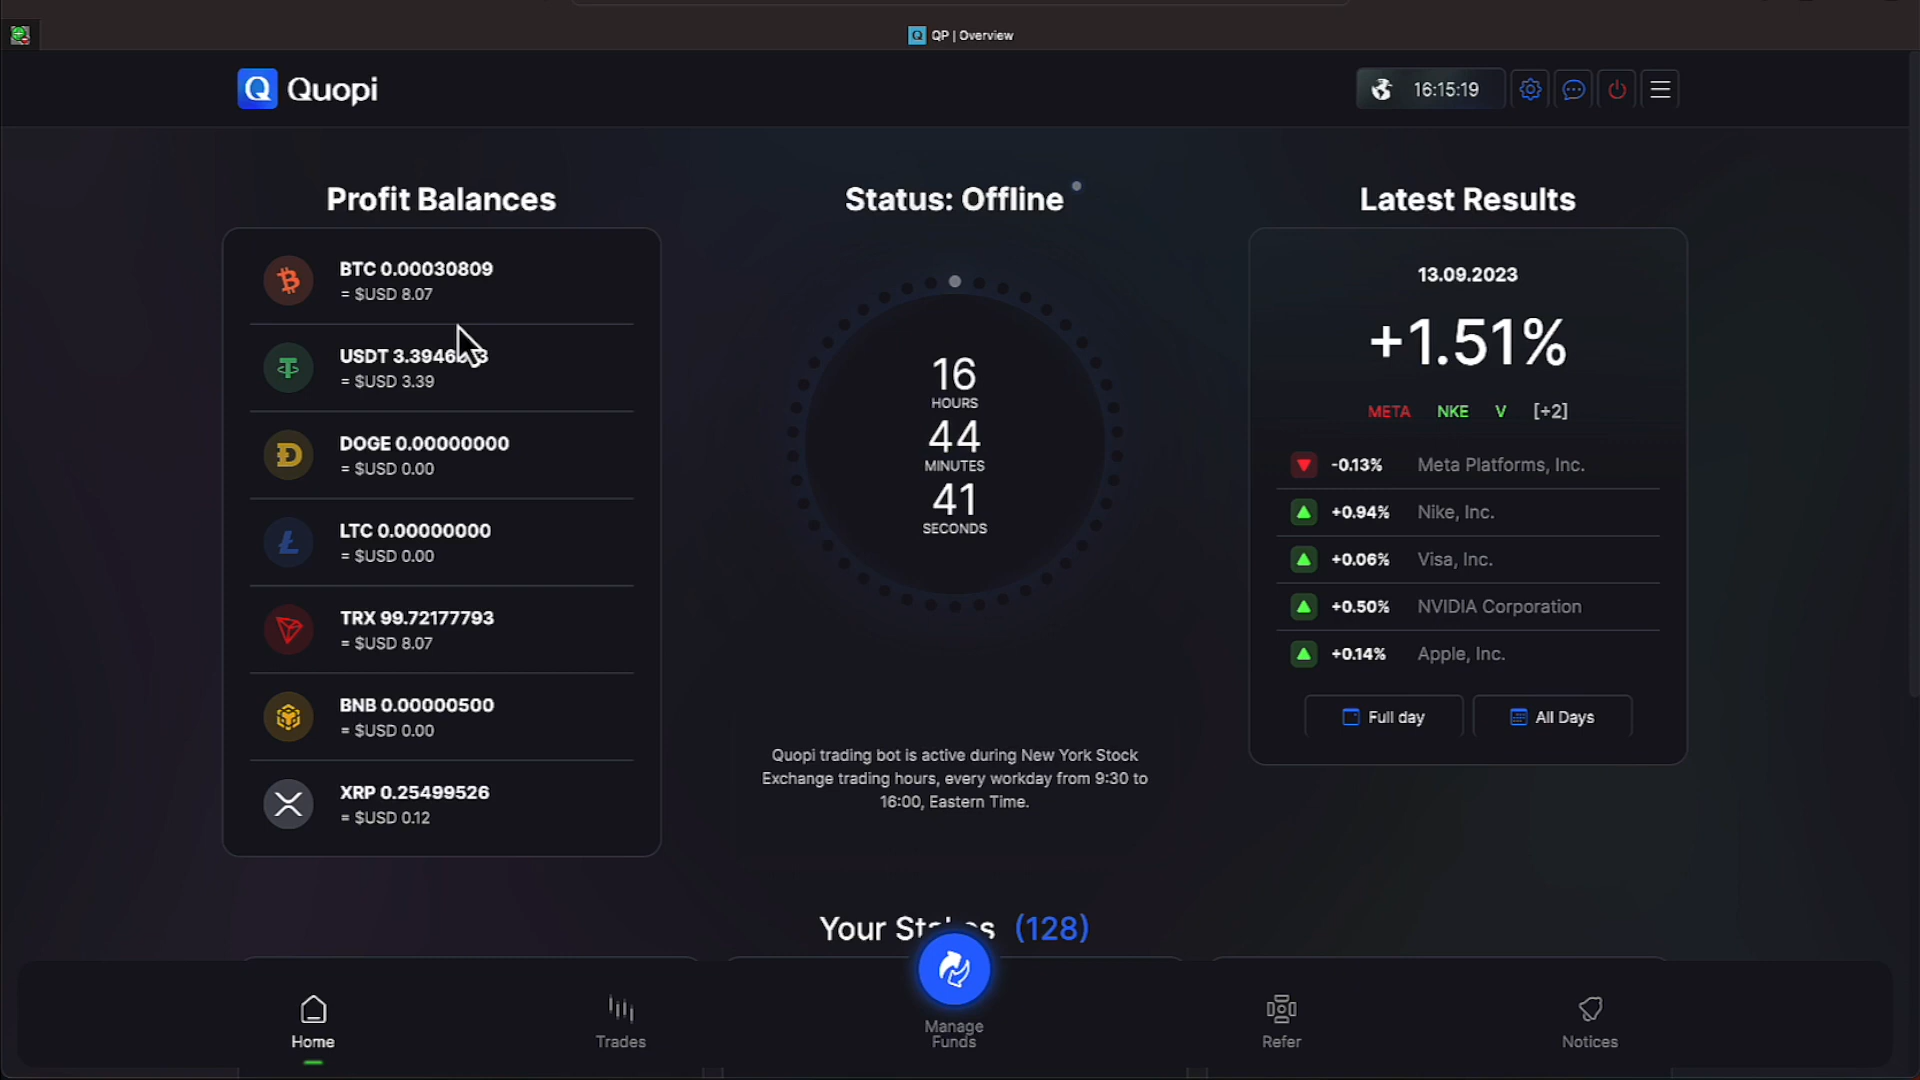 QP | Overview
Quopi
16:15:19
Profit Balances
BTC 0.00030809
= $USD 8.07
USDT
= $USD 3.39
DOGE 0.00000000
= $USD 0.00
LTC 0.00000000
= $USD 0.00
TRX 99.72177793
= $USD 8.07
BNB 0.00000500
= $USD 0.00
XRP 0.25499526
= $USD 0.12
Status: Offline
16
HOURS
44
MINUTES
41
SECONDS
Quopi trading bot is active during New York Stock
Exchange trading hours, every workday from 9:30 to
16:00, Eastern Time.
Latest Results
13.09.2023
+1.51%
META NKE V [+2]
-0.13% Meta Platforms, Inc.
+0.94% Nike, Inc.
+0.06% Visa, Inc.
+0.50% NVIDIA Corporation
+0.14% Apple, Inc.
Full day
All Days
Your Stakes (128)
Home
Trades
Manage
Funds
Refer
Notices